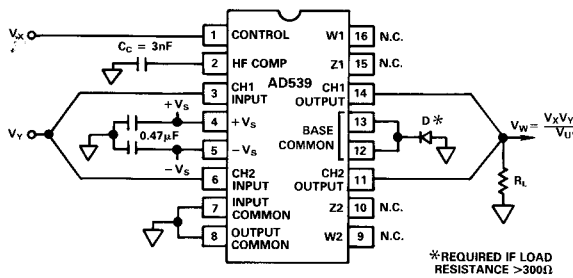 VX
CC = 3nF
+VS
0.47μF
-VS
VY
1 CONTROL
2 HF COMP
3 CH1 INPUT
4 +VS
5 -VS
6 CH2 INPUT
7 INPUT COMMON
8 OUTPUT COMMON
AD539
W1 16 N.C.
Z1 15 N.C.
CH1 OUTPUT 14
BASE COMMON 13
12
CH2 OUTPUT 11
Z2 10 N.C.
W2 9 N.C.
D*
VW = VXVY
VU
RL
*REQUIRED IF LOAD
RESISTANCE >300Ω